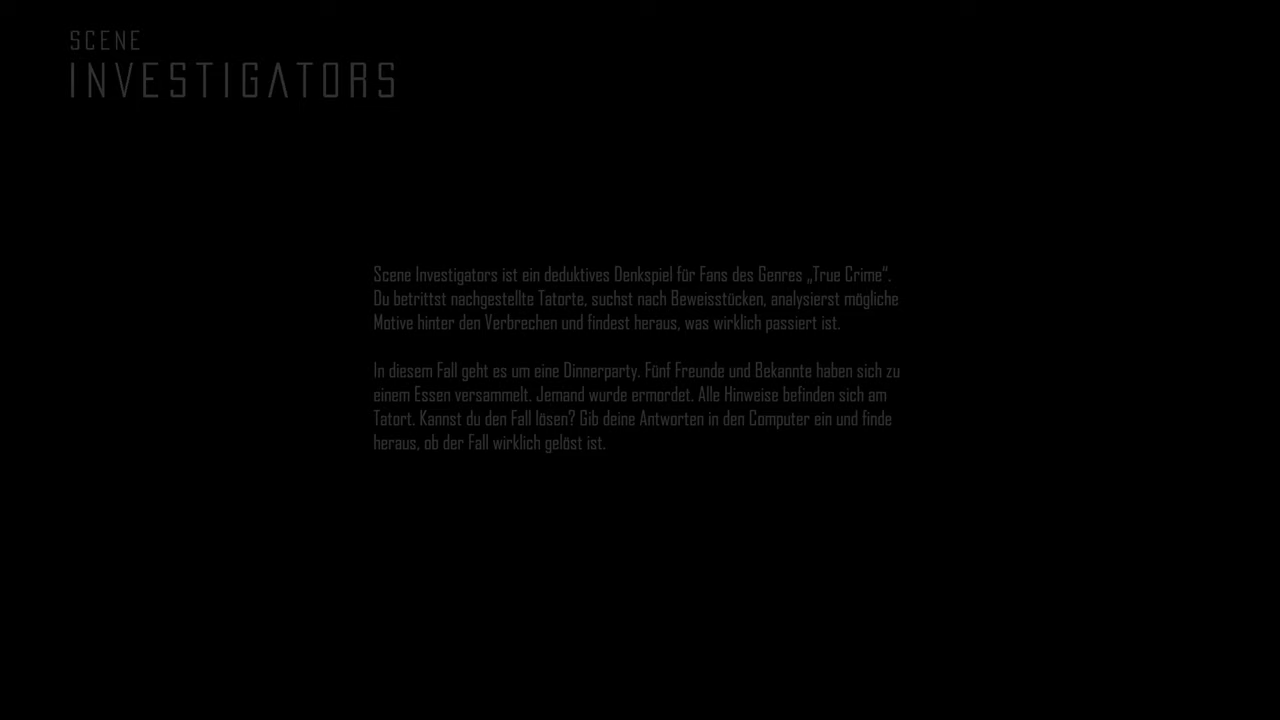 SCENE
INVESTIGATORS
Scene Investigators ist ein deduktives Denkspiel für Fans des Genres „True Crime“.
Du betrittst nachgestellte Tatorte, suchst nach Beweisstücken, analysierst mögliche
Motive hinter den Verbrechen und findest heraus, was wirklich passiert ist.
In diesem Fall geht es um eine Dinnerparty. Fünf Freunde und Bekannte haben sich zu
einem Essen versammelt. Jemand wurde ermordet. Alle Hinweise befinden sich am
Tatort. Kannst du den Fall lösen? Gib deine Antworten in den Computer ein und finde
heraus, ob der Fall wirklich gelöst ist.